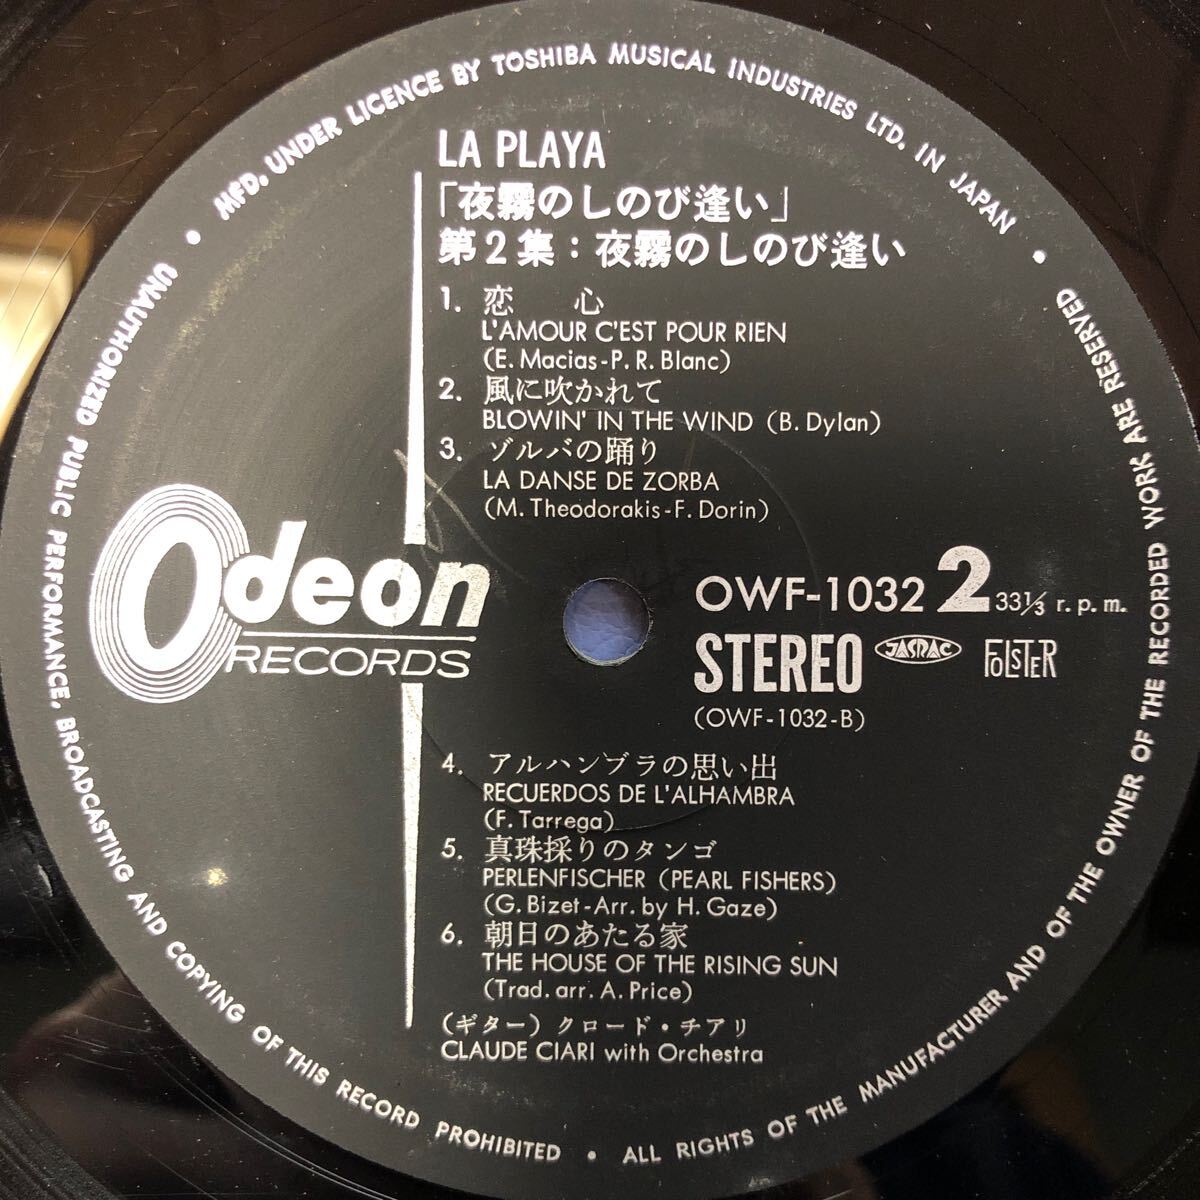 MFD. UNDER LICENCE BY TOSHIBA MUSICAL INDUSTRIES LTD. IN JAPAN
LA PLAYA
「夜霧のしのび逢い」
第2集：夜霧のしのび逢い
1. 恋　心
L'AMOUR C'EST POUR RIEN
(E. Macias-P. R. Blanc)
2. 風に吹かれて
BLOWIN' IN THE WIND (B. Dylan)
3. ゾルバの踊り
LA DANSE DE ZORBA
(M. Theodorakis-F. Dorin)
Odeon
RECORDS
OWF-1032 2 33⅓ r.p.m.
STEREO JASRAC FOLSTER
(OWF-1032-B)
4. アルハンブラの思い出
RECUERDOS DE L'ALHAMBRA
(F. Tarrega)
5. 真珠採りのタンゴ
PERLENFISCHER (PEARL FISHERS)
(G. Bizet-Arr. by H. Gaze)
6. 朝日のあたる家
THE HOUSE OF THE RISING SUN
(Trad. arr. A. Price)
(ギター) クロード・チアリ
CLAUDE CIARI with Orchestra
UNAUTHORIZED PUBLIC PERFORMANCE, BROADCASTING AND COPYING OF THIS RECORD PROHIBITED • ALL RIGHTS OF THE MANUFACTURER AND OF THE OWNER OF THE RECORDED WORK ARE RESERVED